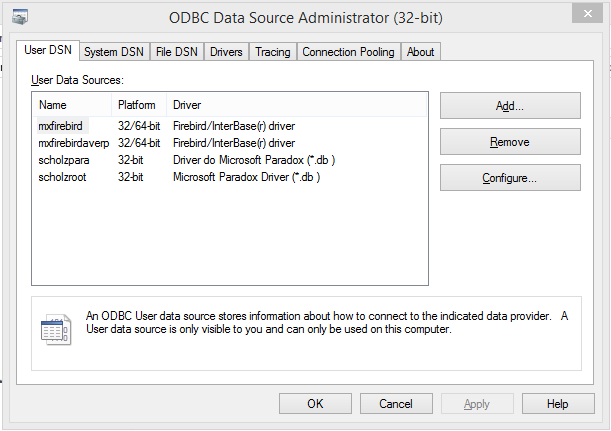 ODBC Data Source Administrator (32-bit)
User DSN System DSN File DSN Drivers Tracing Connection Pooling About
User Data Sources:
Name Platform Driver
mxfirebird 32/64-bit Firebird/InterBase(r) driver
mxfirebirdaverp 32/64-bit Firebird/InterBase(r) driver
scholzpara 32-bit Driver do Microsoft Paradox (*.db )
scholzroot 32-bit Microsoft Paradox Driver (*.db )
Add...
Remove
Configure...
An ODBC User data source stores information about how to connect to the indicated data provider. A
User data source is only visible to you and can only be used on this computer.
OK Cancel Apply Help